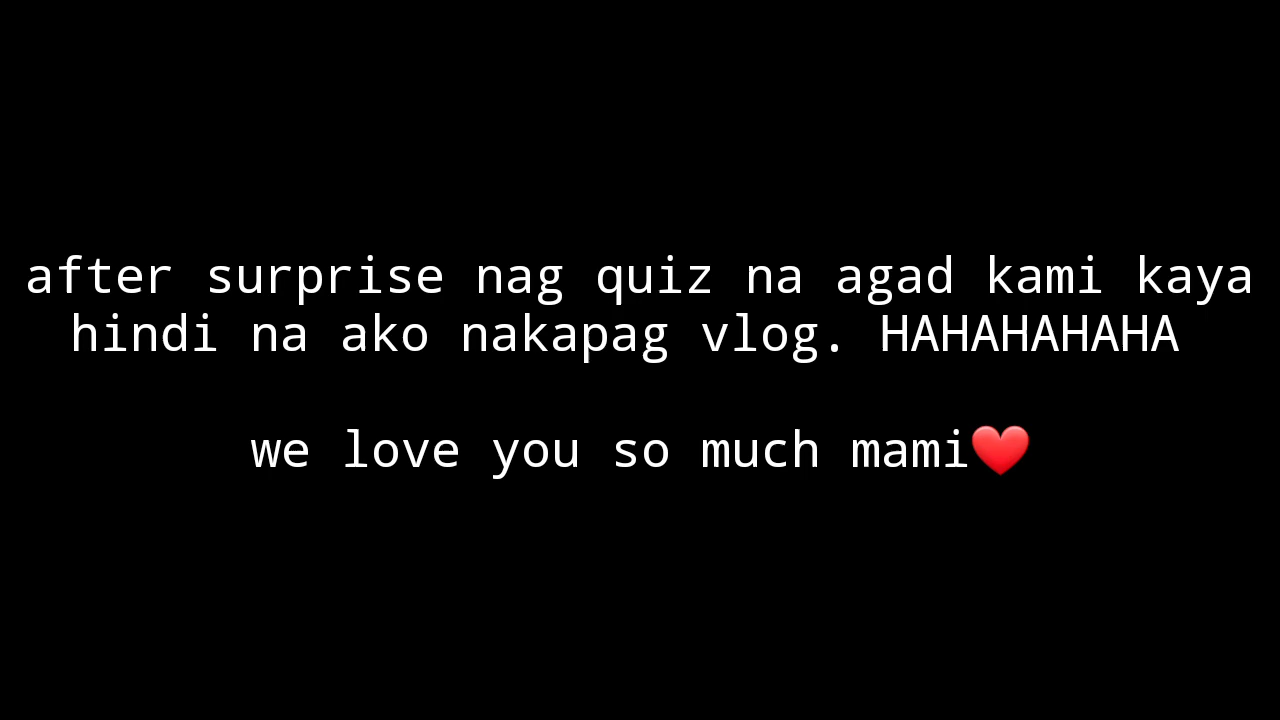 after surprise nag quiz na agad kami kaya
hindi na ako nakapag vlog. HAHAHAHAHA
we love you so much mami❤️